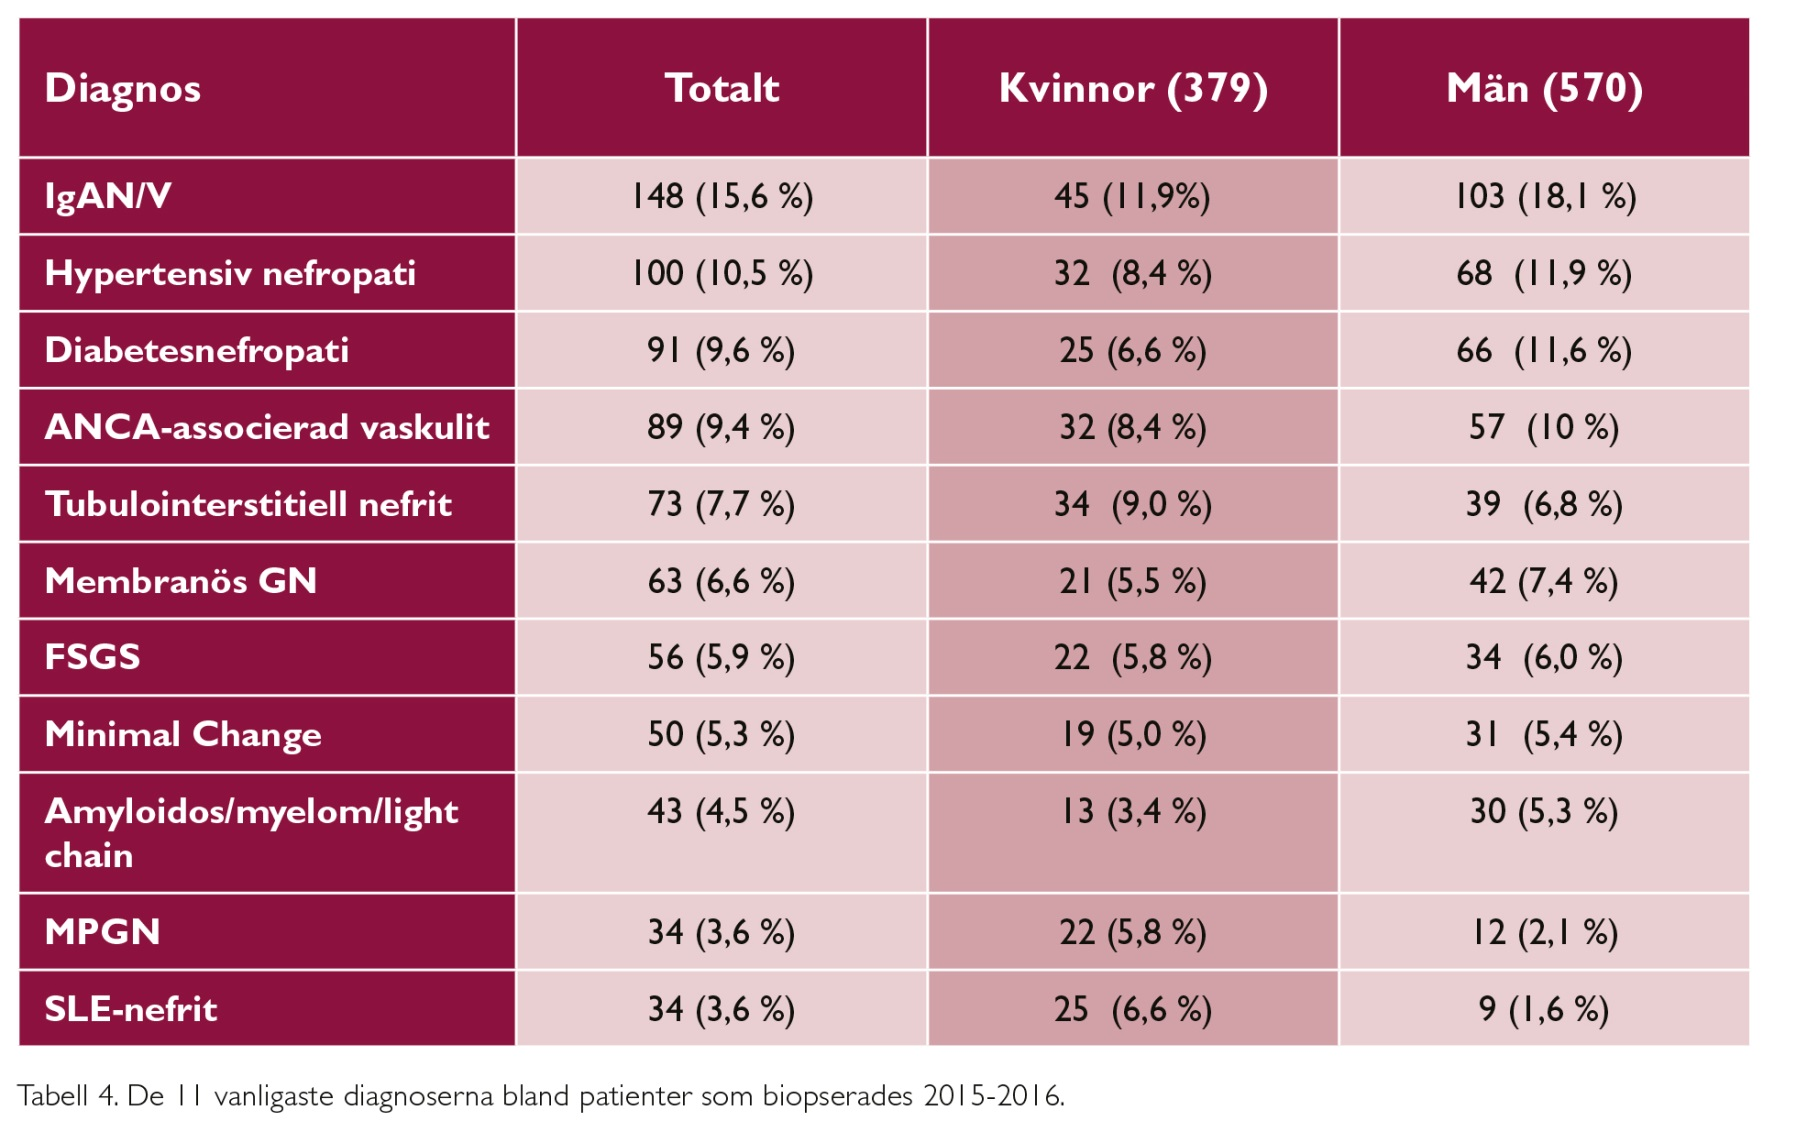 Diagnos Totalt Kvinnor (379) Män (570)
IgAN/V 148 (15,6 %) 45 (11,9%) 103 (18,1 %)
Hypertensiv nefropati 100 (10,5 %) 32 (8,4 %) 68 (11,9 %)
Diabetesnefropati 91 (9,6 %) 25 (6,6 %) 66 (11,6 %)
ANCA-associerad vaskulit 89 (9,4 %) 32 (8,4 %) 57 (10 %)
Tubulointerstitiell nefrit 73 (7,7 %) 34 (9,0 %) 39 (6,8 %)
Membranös GN 63 (6,6 %) 21 (5,5 %) 42 (7,4 %)
FSGS 56 (5,9 %) 22 (5,8 %) 34 (6,0 %)
Minimal Change 50 (5,3 %) 19 (5,0 %) 31 (5,4 %)
Amyloidos/myelom/light 43 (4,5 %) 13 (3,4 %) 30 (5,3 %)
chain
MPGN 34 (3,6 %) 22 (5,8 %) 12 (2,1 %)
SLE-nefrit 34 (3,6 %) 25 (6,6 %) 9 (1,6 %)
Tabell 4. De 11 vanligaste diagnoserna bland patienter som biopserades 2015-2016.